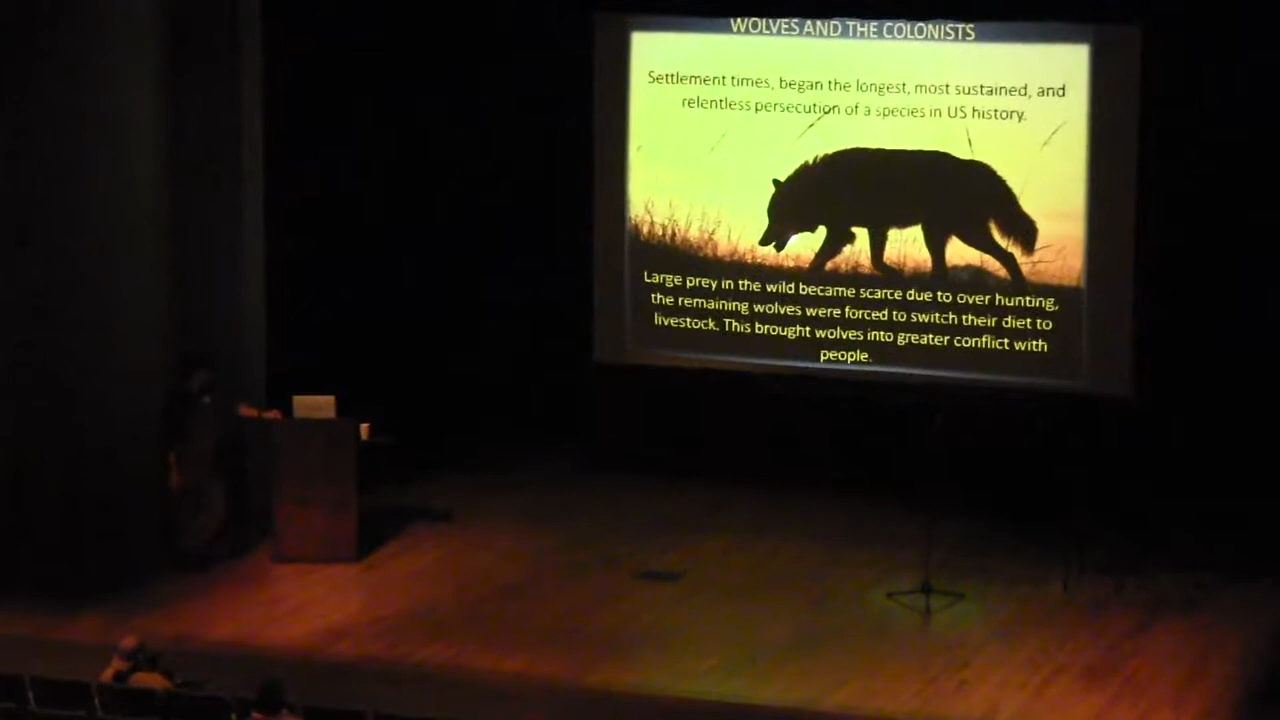 WOLVES AND THE COLONISTS
Settlement times, began the longest, most sustained, and
relentless persecution of a species in US history.
Large prey in the wild became scarce due to over hunting,
the remaining wolves were forced to switch their diet to
livestock. This brought wolves into greater conflict with
people.